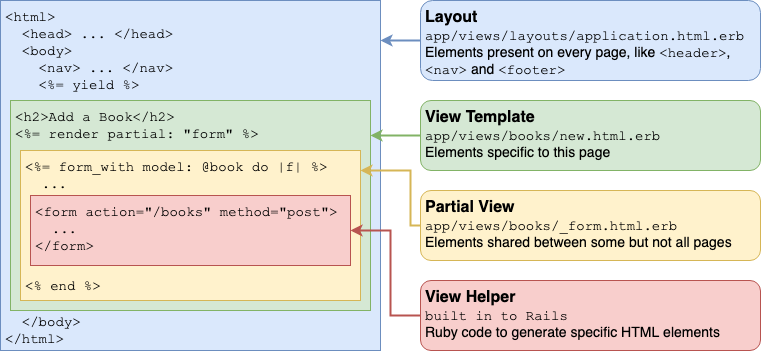 <html>
<head> ... </head>
<body>
<nav> ... </nav>
<%= yield %>
<h2>Add a Book</h2>
<%= render partial: "form" %>
<%= form_with model: @book do |f| %>
...
<form action="/books" method="post">
...
</form>
<% end %>
</body>
</html>
Layout
app/views/layouts/application.html.erb
Elements present on every page, like <header>,
<nav> and <footer>
View Template
app/views/books/new.html.erb
Elements specific to this page
Partial View
app/views/books/_form.html.erb
Elements shared between some but not all pages
View Helper
built in to Rails
Ruby code to generate specific HTML elements